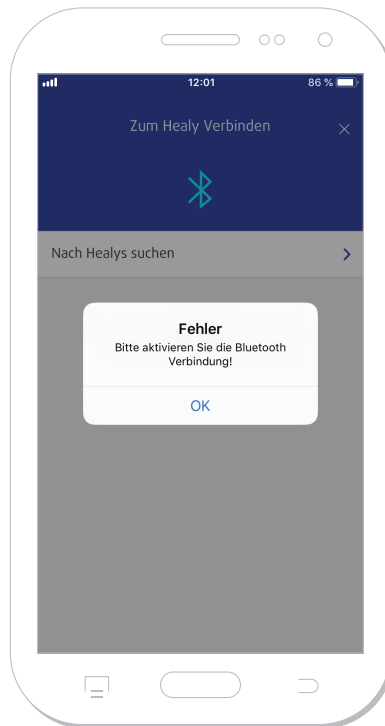 12:01
86 %
Zum Healy Verbinden
Nach Healys suchen
Fehler
Bitte aktivieren Sie die Bluetooth
Verbindung!
OK